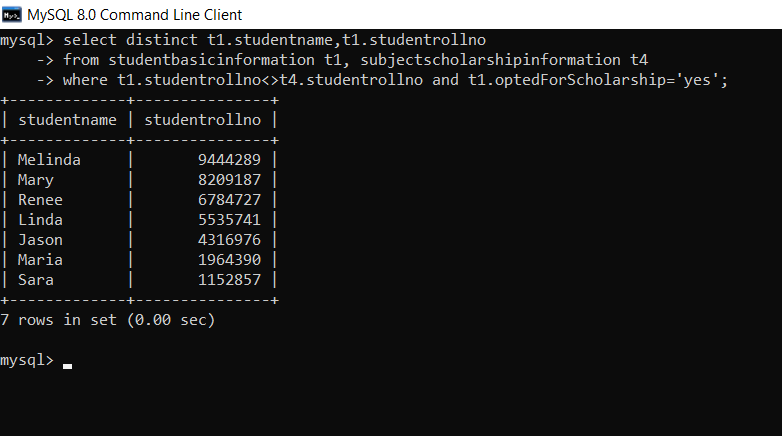 MySQL 8.0 Command Line Client
mysql> select distinct t1.studentname,t1.studentrollno
    -> from studentbasicinformation t1, subjectscholarshipinformation t4
    -> where t1.studentrollno<>t4.studentrollno and t1.optedForScholarship='yes';
+-------------+---------------+
| studentname | studentrollno |
+-------------+---------------+
| Melinda     |       9444289 |
| Mary        |       8209187 |
| Renee       |       6784727 |
| Linda       |       5535741 |
| Jason       |       4316976 |
| Maria       |       1964390 |
| Sara        |       1152857 |
+-------------+---------------+
7 rows in set (0.00 sec)
mysql>